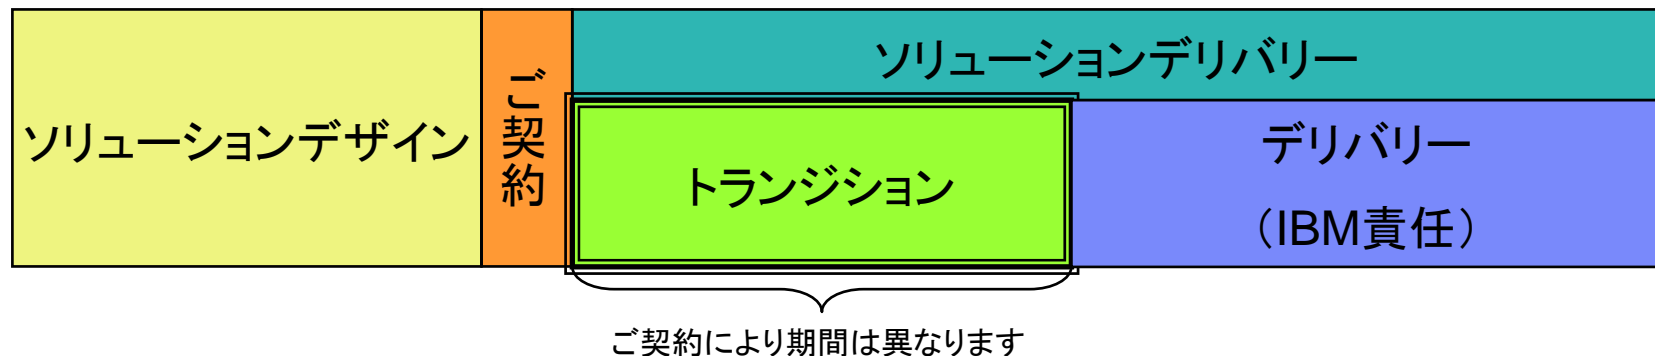 ソリューションデザイン
ご契約
ソリューションデリバリー
トランジション
デリバリー
（IBM責任）
ご契約により期間は異なります